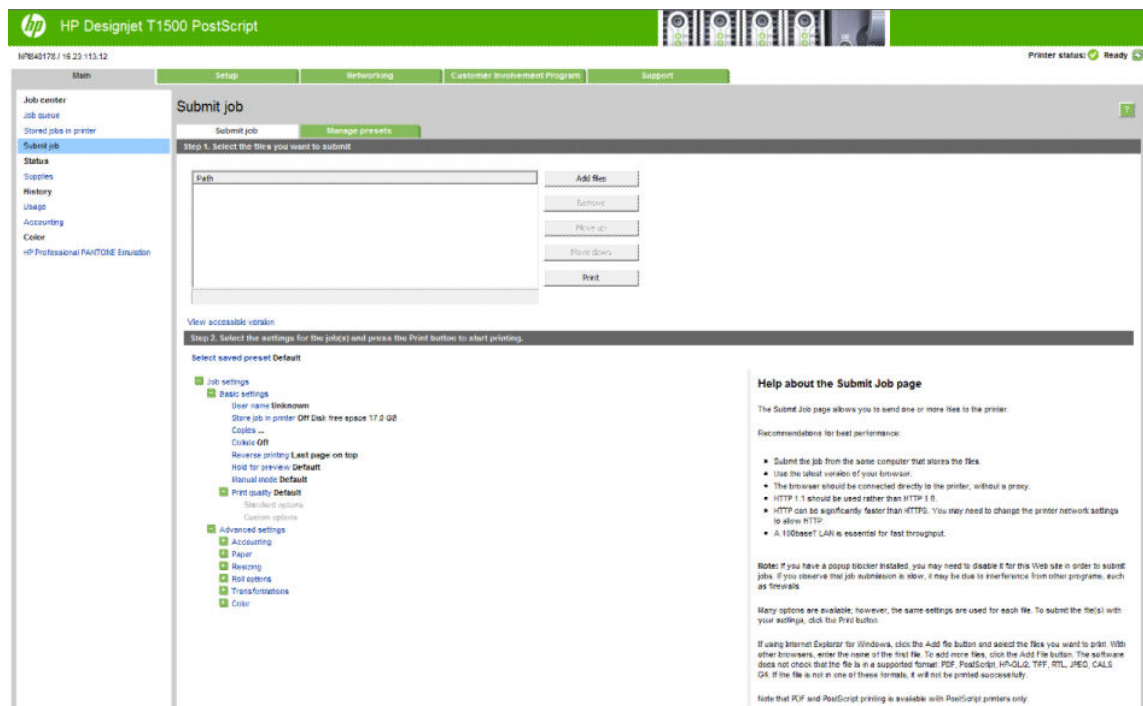 hp HP Designjet T1500 PostScript
Printer status: Ready
Main Setup Networking Customer Involvement Program Support
Job center
Job queue
Stored jobs in printer
Submit job
Status
Supplies
History
Usage
Accounting
Color
HP Professional PANTONE Emulation
Submit job
?
Submit job Manage presets
Step 1. Select the files you want to submit
Path
Add files
Remove
Move up
Move down
Print
View accessible version
Step 2. Select the settings for the job(s) and press the Print button to start printing.
Select saved preset Default
Job settings
Basic settings
User name Unknown
Store job in printer Off Disk free space 17.0 GB
Copies ...
Collate Off
Reverse printing Last page on top
Hold for preview Default
Manual mode Default
Print quality Default
Standard options
Custom options
Advanced settings
Accounting
Paper
Resizing
Roll options
Transformations
Color
Help about the Submit Job page
The Submit Job page allows you to send one or more files to the printer.
Recommendations for best performance:
• Submit the job from the same computer that stores the files.
• Use the latest version of your browser.
• The browser should be connected directly to the printer, without a proxy.
• HTTP 1.1 should be used rather than HTTP 1.0.
• HTTP can be significantly faster than HTTPS. You may need to change the printer network settings
to allow HTTP.
• A 100baseT LAN is essential for fast throughput.
Note: If you have a popup blocker installed, you may need to disable it for this Web site in order to submit
jobs. If you observe that job submission is slow, it may be due to interference from other programs, such
as firewalls.
Many options are available; however, the same settings are used for each file. To submit the file(s) with
your settings, click the Print button.
If using Internet Explorer for Windows, click the Add file button and select the files you want to print. With
other browsers, enter the name of the first file. To add more files, click the Add File button. The software
does not check that the file is in a supported format: PDF, PostScript, HP-GL/2, TIFF, RTL, JPEG, CALS
G4. If the file is not in one of these formats, it will not be printed successfully.
Note that PDF and PostScript printing is available with PostScript printers only.